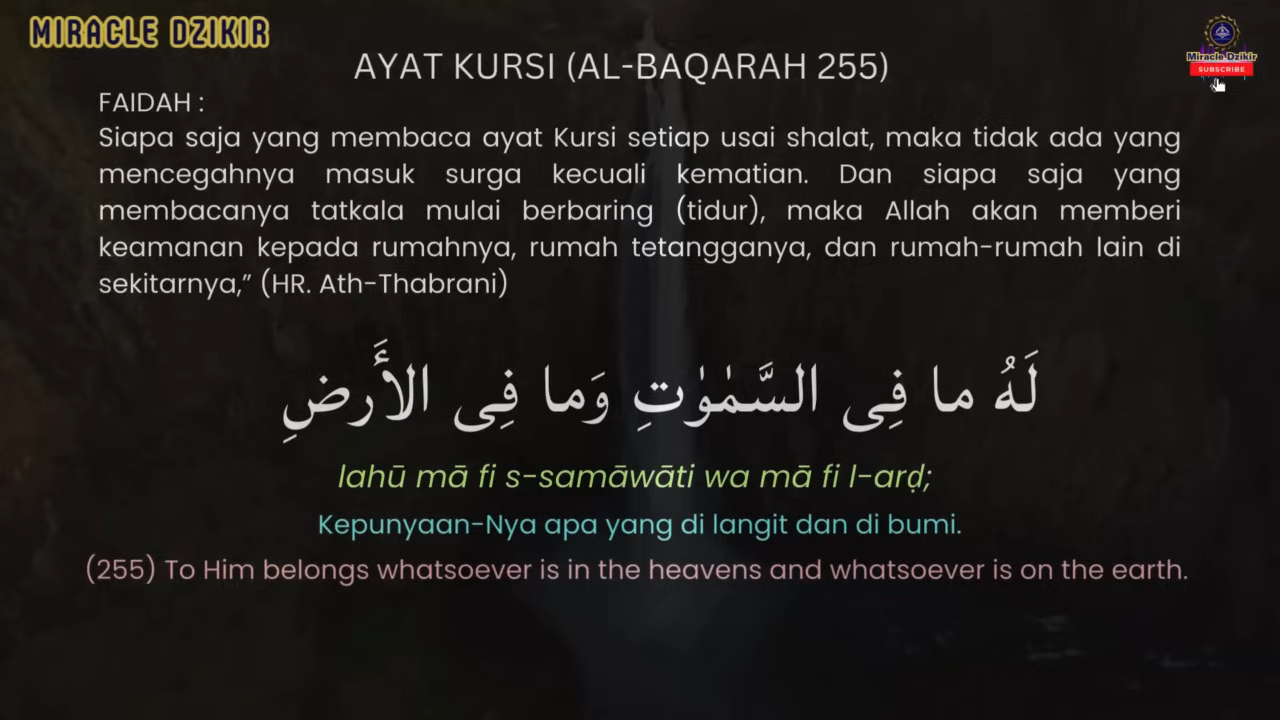 MIRACLE DZIKIR
Miracle Dzikir
SUBSCRIBE
AYAT KURSI (AL-BAQARAH 255)
FAIDAH :
Siapa saja yang membaca ayat Kursi setiap usai shalat, maka tidak ada yang
mencegahnya masuk surga kecuali kematian. Dan siapa saja yang
membacanya tatkala mulai berbaring (tidur), maka Allah akan memberi
keamanan kepada rumahnya, rumah tetangganya, dan rumah-rumah lain di
sekitarnya,” (HR. Ath-Thabrani)
لَهُ ما فِى السَّمٰوٰتِ وَما فِى الأَرضِ
lahū mā fi s-samāwāti wa mā fi l-arḍ;
Kepunyaan-Nya apa yang di langit dan di bumi.
(255) To Him belongs whatsoever is in the heavens and whatsoever is on the earth.